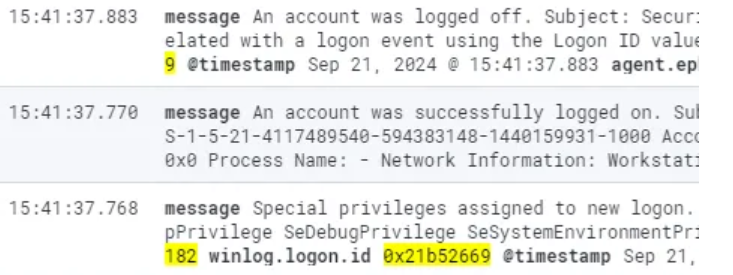 15:41:37.883 message An account was logged off. Subject: Securi
elated with a logon event using the Logon ID value
9 @timestamp Sep 21, 2024 @ 15:41:37.883 agent.ep
15:41:37.770 message An account was successfully logged on. Sub
S-1-5-21-4117489540-594383148-1440159931-1000 Acco
0x0 Process Name: - Network Information: Workstati
15:41:37.768 message Special privileges assigned to new logon.
pPrivilege SeDebugPrivilege SeSystemEnvironmentPri
182 winlog.logon.id 0x21b52669 @timestamp Sep 21,